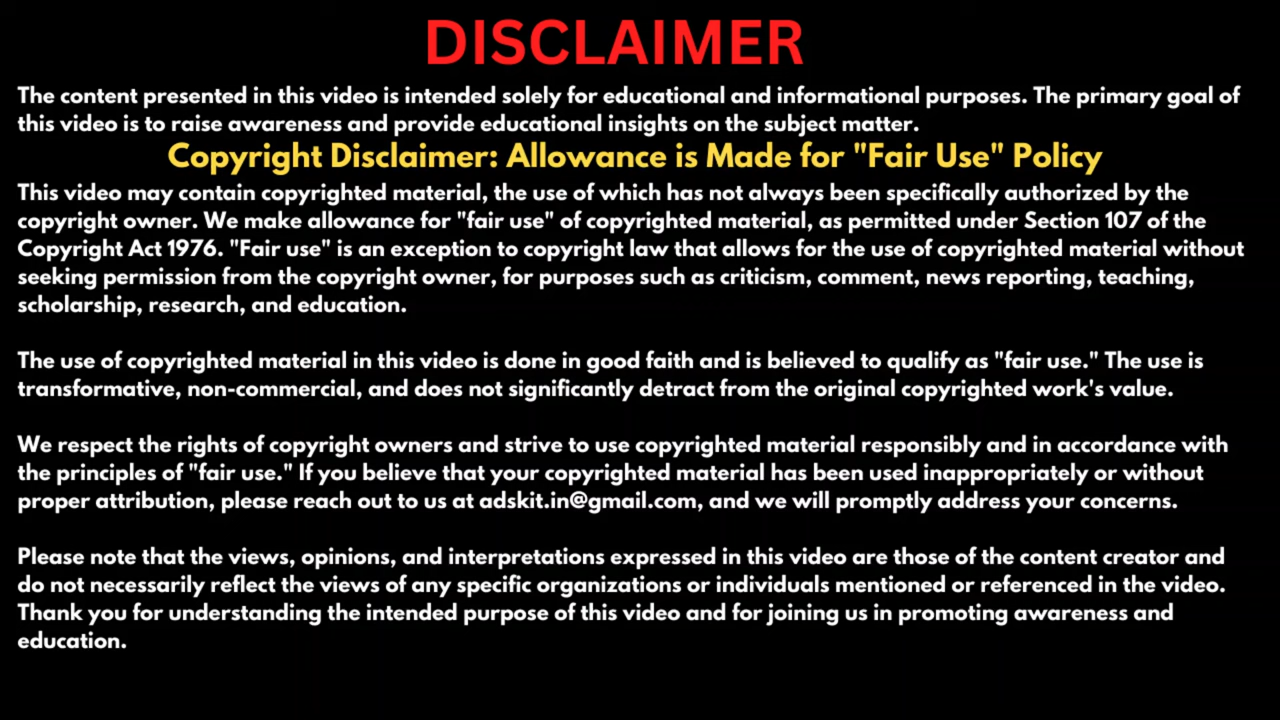 DISCLAIMER
The content presented in this video is intended solely for educational and informational purposes. The primary goal of
this video is to raise awareness and provide educational insights on the subject matter.
Copyright Disclaimer: Allowance is Made for "Fair Use" Policy
This video may contain copyrighted material, the use of which has not always been specifically authorized by the
copyright owner. We make allowance for "fair use" of copyrighted material, as permitted under Section 107 of the
Copyright Act 1976. "Fair use" is an exception to copyright law that allows for the use of copyrighted material without
seeking permission from the copyright owner, for purposes such as criticism, comment, news reporting, teaching,
scholarship, research, and education.
The use of copyrighted material in this video is done in good faith and is believed to qualify as "fair use." The use is
transformative, non-commercial, and does not significantly detract from the original copyrighted work's value.
We respect the rights of copyright owners and strive to use copyrighted material responsibly and in accordance with
the principles of "fair use." If you believe that your copyrighted material has been used inappropriately or without
proper attribution, please reach out to us at adskit.in@gmail.com, and we will promptly address your concerns.
Please note that the views, opinions, and interpretations expressed in this video are those of the content creator and
do not necessarily reflect the views of any specific organizations or individuals mentioned or referenced in the video.
Thank you for understanding the intended purpose of this video and for joining us in promoting awareness and
education.